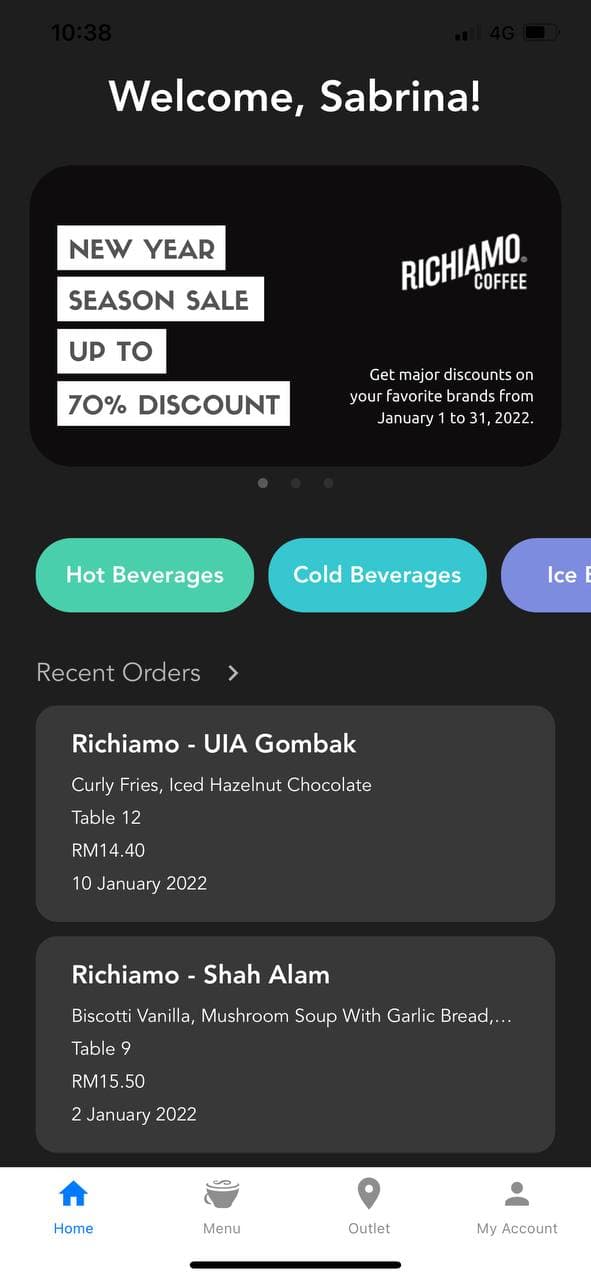 10:38
4G
Welcome, Sabrina!
NEW YEAR
SEASON SALE
UP TO
70% DISCOUNT
RICHIAMO
COFFEE
Get major discounts on
your favorite brands from
January 1 to 31, 2022.
Hot Beverages
Cold Beverages
Ice
Recent Orders
Richiamo - UIA Gombak
Curly Fries, Iced Hazelnut Chocolate
Table 12
RM14.40
10 January 2022
Richiamo - Shah Alam
Biscotti Vanilla, Mushroom Soup With Garlic Bread,...
Table 9
RM15.50
2 January 2022
Home
Menu
Outlet
My Account